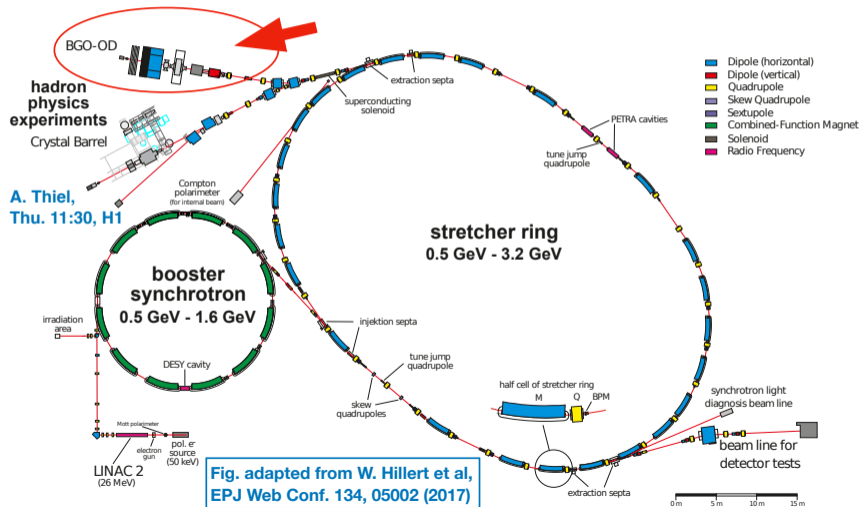 BGO-OD
hadron
physics
experiments
Crystal Barrel
A. Thiel,
Thu. 11:30, H1
extraction septa
superconducting
solenoid
Compton
polarimeter
(for internal beam)
PETRA cavities
tune jump
quadrupole
Dipole (horizontal)
Dipole (vertical)
Quadrupole
Skew Quadrupole
Sextupole
Combined-Function Magnet
Solenoid
Radio Frequency
stretcher ring
0.5 GeV - 3.2 GeV
booster
synchrotron
0.5 GeV - 1.6 GeV
irradiation
area
DESY cavity
injektion septa
tune jump
quadrupole
skew
quadrupoles
half cell of stretcher ring
M
Q
BPM
synchrotron light
diagnosis beam line
beam line for
detector tests
extraction septa
Mott polarimeter
electron
gun
pol. e-
source
(50 keV)
LINAC 2
(26 MeV)
Fig. adapted from W. Hillert et al,
EPJ Web Conf. 134, 05002 (2017)
0 m
5 m
10 m
15 m